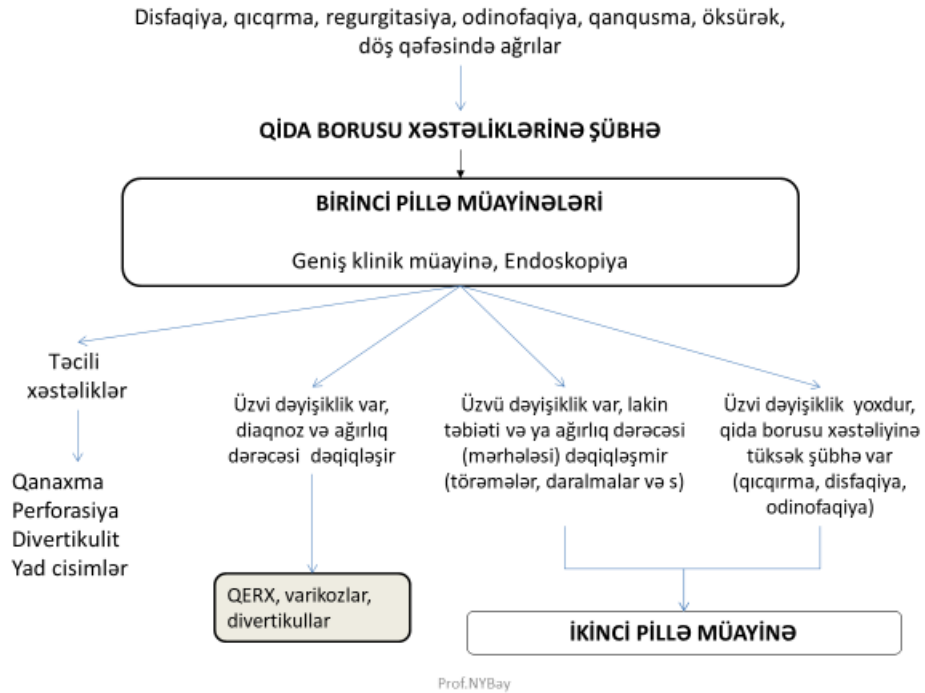 Disfaqiya, qıcqrma, regurgitasiya, odinofaqiya, qanqusma, öksürək,
döş qəfəsində ağrılar
QİDA BORUSU XƏSTƏLİKLƏRİNƏ ŞÜBHƏ
BİRİNCİ PİLLƏ MÜAYİNƏLƏRİ
Geniş klinik müayinə, Endoskopiya
Təcili
xəstəliklər
Qanaxma
Perforasiya
Divertikulit
Yad cisimlər
Üzvi dəyişiklik var,
diaqnoz və ağırlıq
dərəcəsi dəqiqləşir
QERX, varikozlar,
divertikullar
Üzvü dəyişiklik var, lakin
təbiəti və ya ağırlıq dərəcəsi
(mərhələsi) dəqiqləşmir
(törəmələr, daralmalar və s)
Üzvi dəyişiklik yoxdur,
qida borusu xəstəliyinə
tüksək şübhə var
(qıcqırma, disfaqiya,
odinofaqiya)
İKİNCİ PİLLƏ MÜAYİNƏ
Prof.NYBay